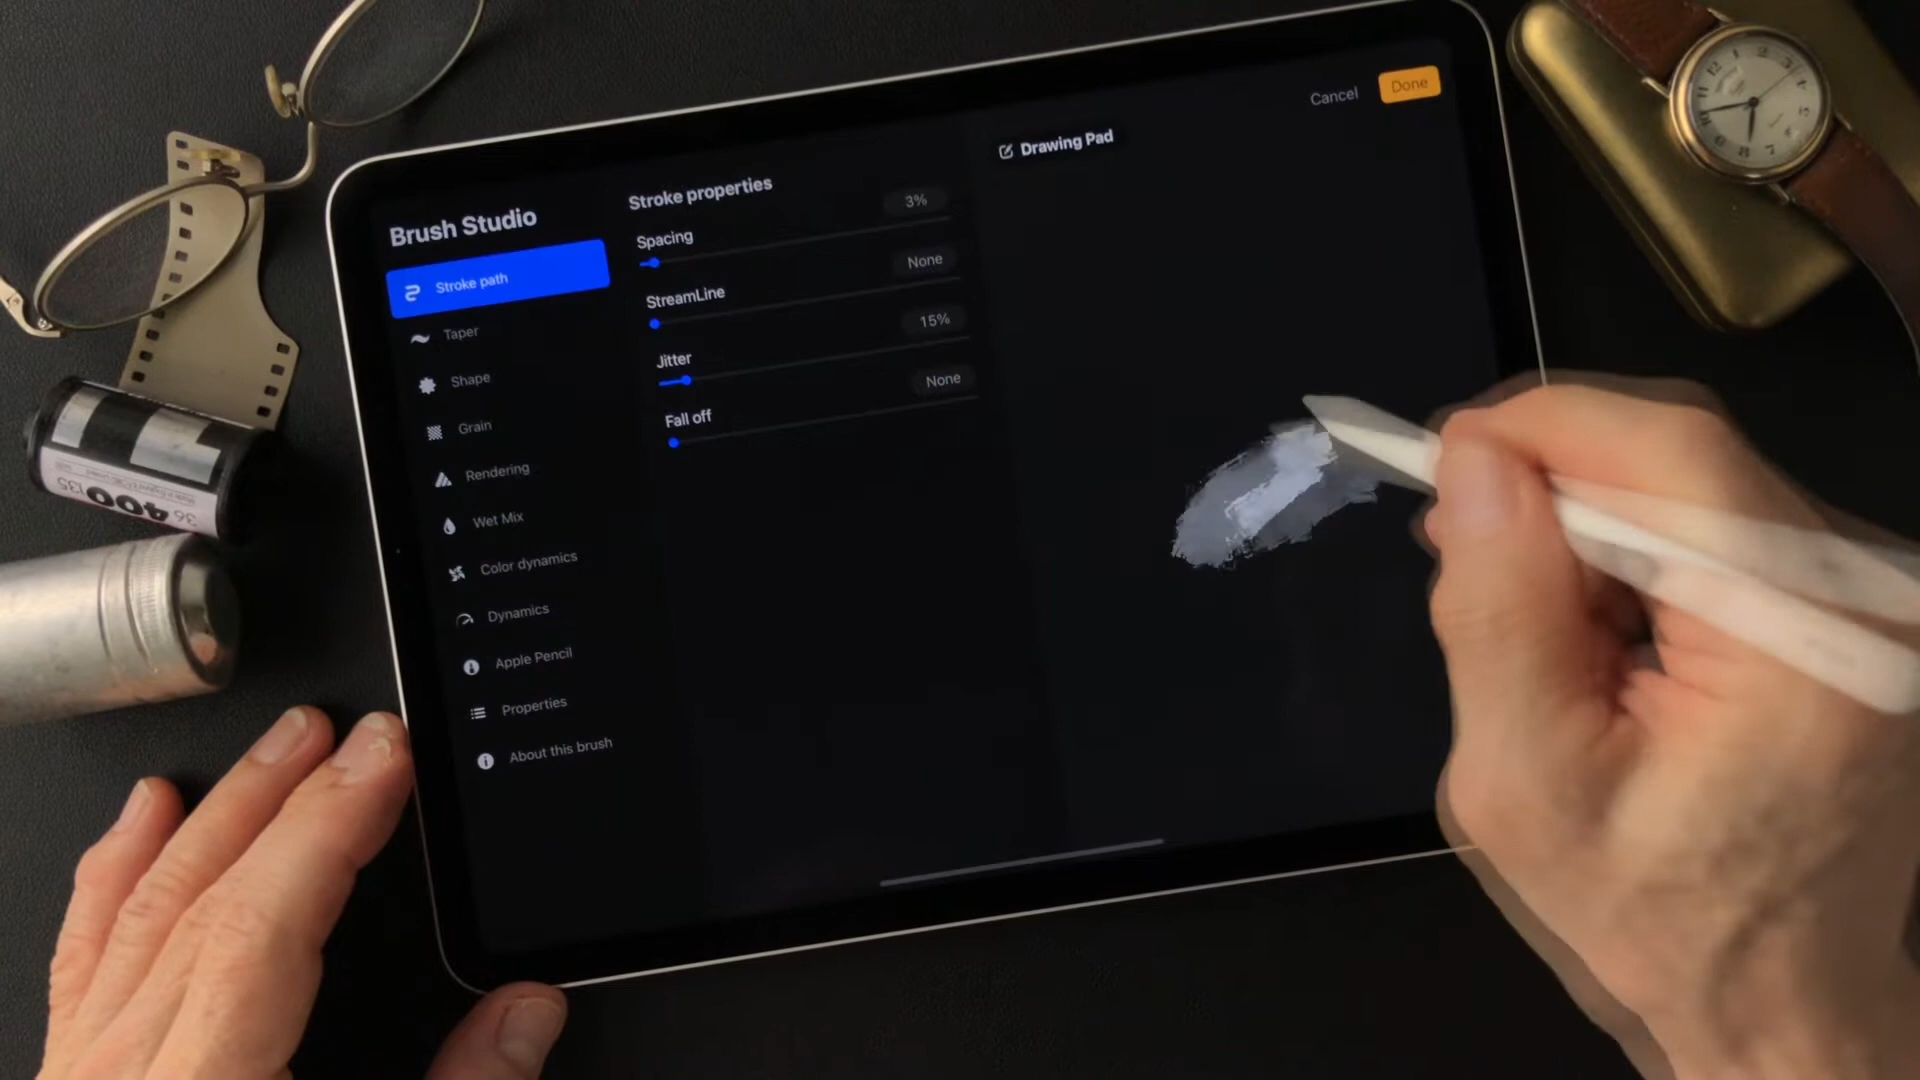 Cancel
Done
Drawing Pad
Brush Studio
Stroke path
Taper
Shape
Grain
Rendering
Wet Mix
Color dynamics
Dynamics
Apple Pencil
Properties
About this brush
Stroke properties
Spacing
3%
StreamLine
None
Jitter
15%
Fall off
None
400
36
135